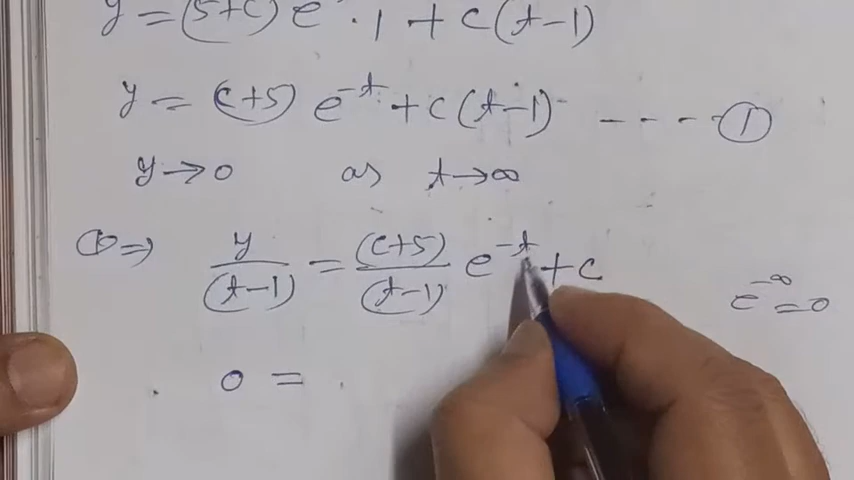 y = (5+c) e · 1 + c(t-1)
y = (c+5) e^{-t} + c(t-1) ----- ①
y → 0 as t → ∞
① ⇒ y/(t-1) = (c+5)/(t-1) e^{-t} + c
e^{-∞} = 0
0 =